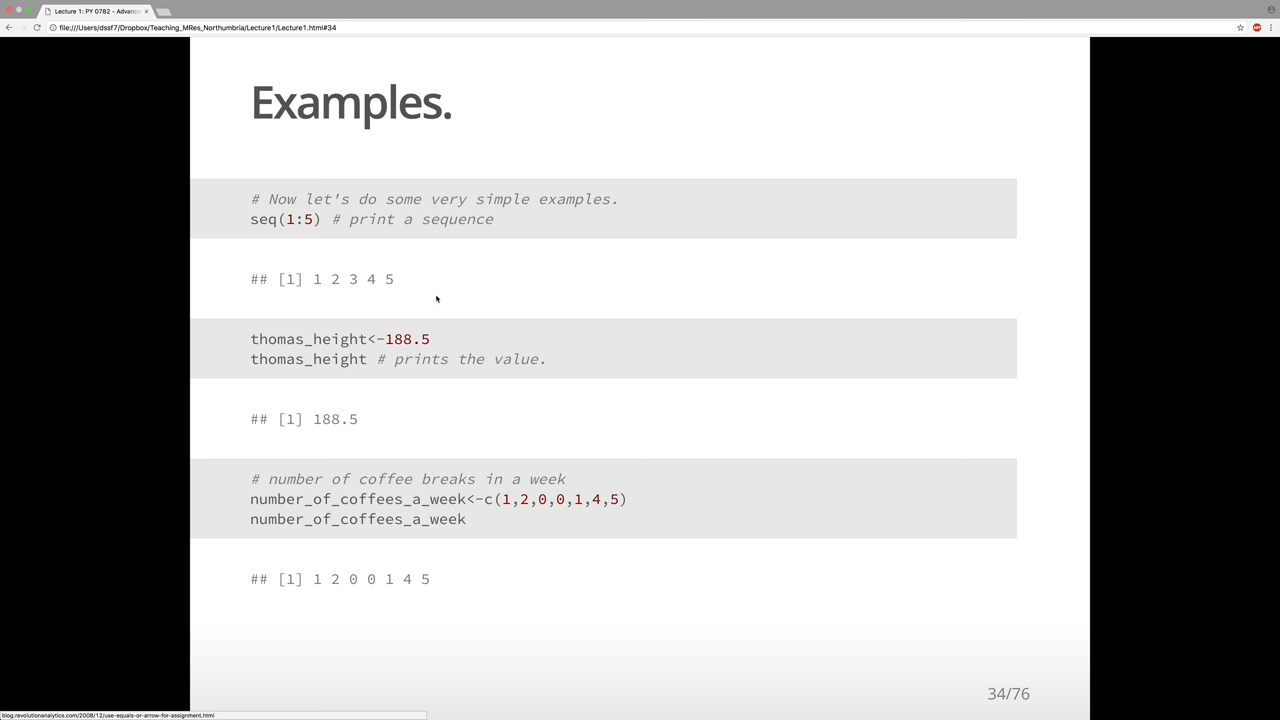 Lecture 1: PY 0782 - Advanc
file:///Users/dssf7/Dropbox/Teaching_MRes_Northumbria/Lecture1/Lecture1.html#34
Examples.
# Now let's do some very simple examples.
seq(1:5) # print a sequence
## [1] 1 2 3 4 5
thomas_height<-188.5
thomas_height # prints the value.
## [1] 188.5
# number of coffee breaks in a week
number_of_coffees_a_week<-c(1,2,0,0,1,4,5)
number_of_coffees_a_week
## [1] 1 2 0 0 1 4 5
34/76
blog.revolutionanalytics.com/2008/12/use-equals-or-arrow-for-assignment.html